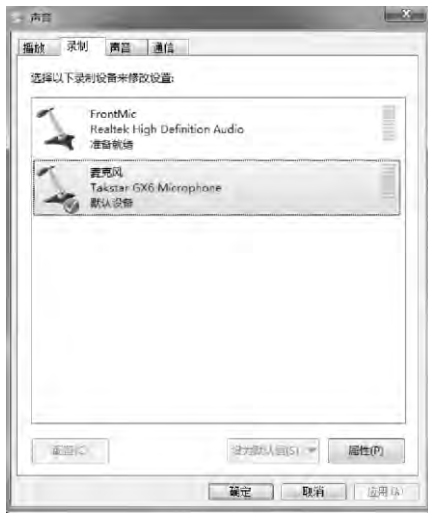 声音
播放 录制 声音 通信
选择以下录制设备来修改设置:
FrontMic
Realtek High Definition Audio
准备就绪
麦克风
Takstar GX6 Microphone
默认设备
配置(C) 设为默认值(S) 属性(P)
确定 取消 应用(A)